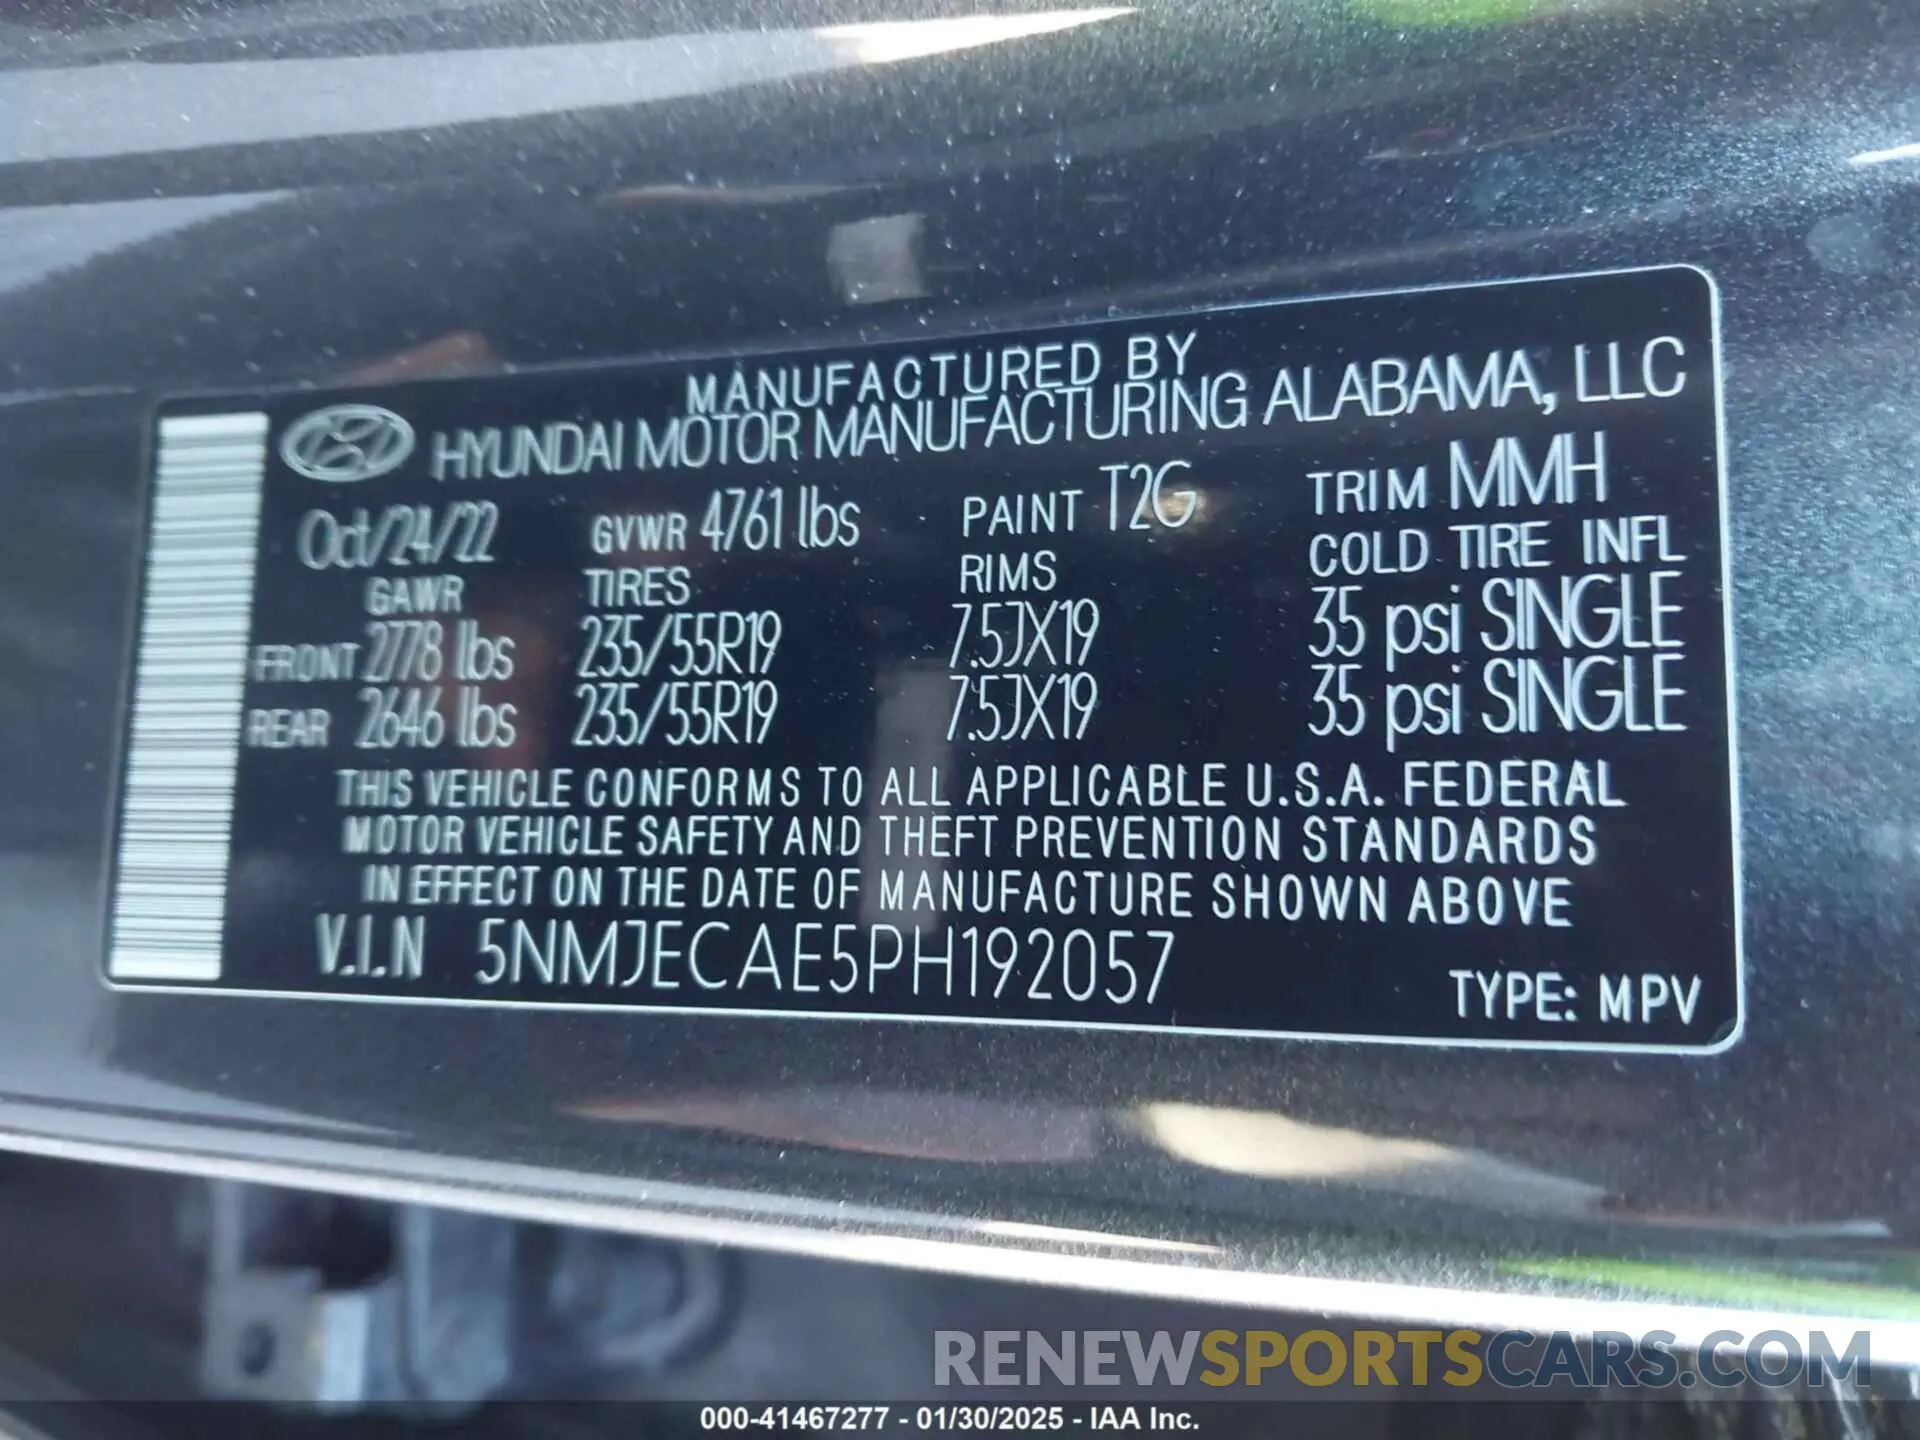 MANUFACTURED BY
HYUNDAI MOTOR MANUFACTURING ALABAMA, LLC
Oct/24/22 GVWR 4761 lbs PAINT T2G TRIM MMH
GAWR TIRES RIMS COLD TIRE INFL
FRONT 2778 lbs 235/55R19 7.5JX19 35 psi SINGLE
REAR 2646 lbs 235/55R19 7.5JX19 35 psi SINGLE
THIS VEHICLE CONFORMS TO ALL APPLICABLE U.S.A. FEDERAL
MOTOR VEHICLE SAFETY AND THEFT PREVENTION STANDARDS
IN EFFECT ON THE DATE OF MANUFACTURE SHOWN ABOVE
V.I.N 5NMJECAE5PH192057
TYPE: MPV
RENEWSPORTSCARS.COM
000-41467277 - 01/30/2025 - IAA Inc.